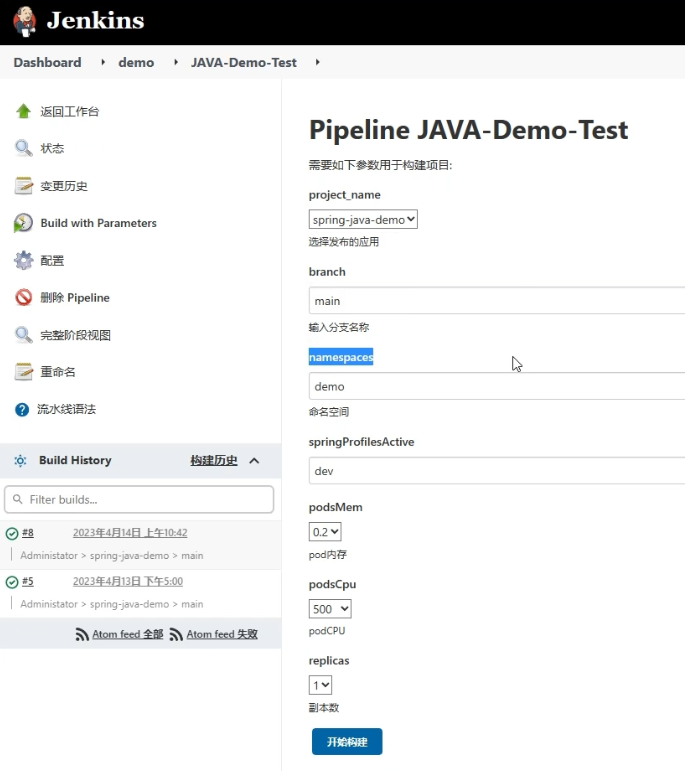 Jenkins
Dashboard demo JAVA-Demo-Test
返回工作台
状态
变更历史
Build with Parameters
配置
删除 Pipeline
完整阶段视图
重命名
流水线语法
Build History 构建历史
Filter builds...
#8 2023年4月14日 上午10:42
Administator > spring-java-demo > main
#5 2023年4月13日 下午5:00
Administator > spring-java-demo > main
Atom feed 全部 Atom feed 失败
Pipeline JAVA-Demo-Test
需要如下参数用于构建项目:
project_name
spring-java-demo
选择发布的应用
branch
main
输入分支名称
namespaces
demo
命名空间
springProfilesActive
dev
podsMem
0.2
pod内存
podsCpu
500
podCPU
replicas
1
副本数
开始构建